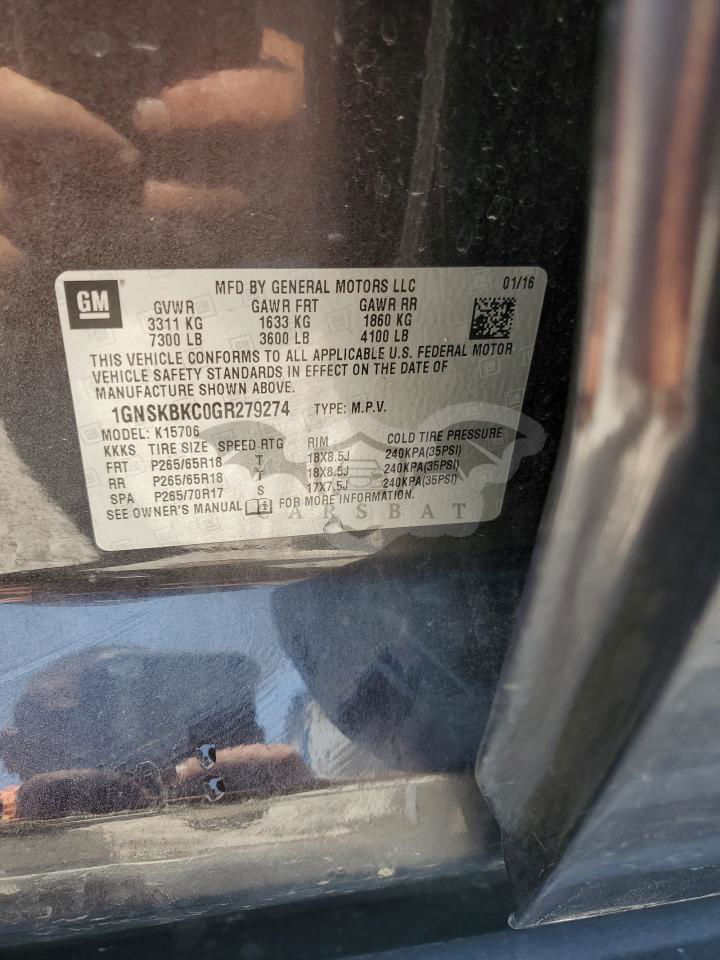 GM
MFD BY GENERAL MOTORS LLC 01/16
GVWR GAWR FRT GAWR RR
3311 KG 1633 KG 1860 KG
7300 LB 3600 LB 4100 LB
THIS VEHICLE CONFORMS TO ALL APPLICABLE U.S. FEDERAL MOTOR
VEHICLE SAFETY STANDARDS IN EFFECT ON THE DATE OF
MANUFACTURE SHOWN ABOVE.
1GNSKBKC0GR279274 TYPE: M.P.V.
MODEL: K15706
KKKS TIRE SIZE SPEED RTG RIM COLD TIRE PRESSURE
FRT P265/65R18 T 18X8.5J 240KPA(35PSI)
RR P265/65R18 T 18X8.5J 240KPA(35PSI)
SPA P265/70R17 S 17X7.5J 240KPA(35PSI)
SEE OWNER'S MANUAL FOR MORE INFORMATION.
CARSBAT